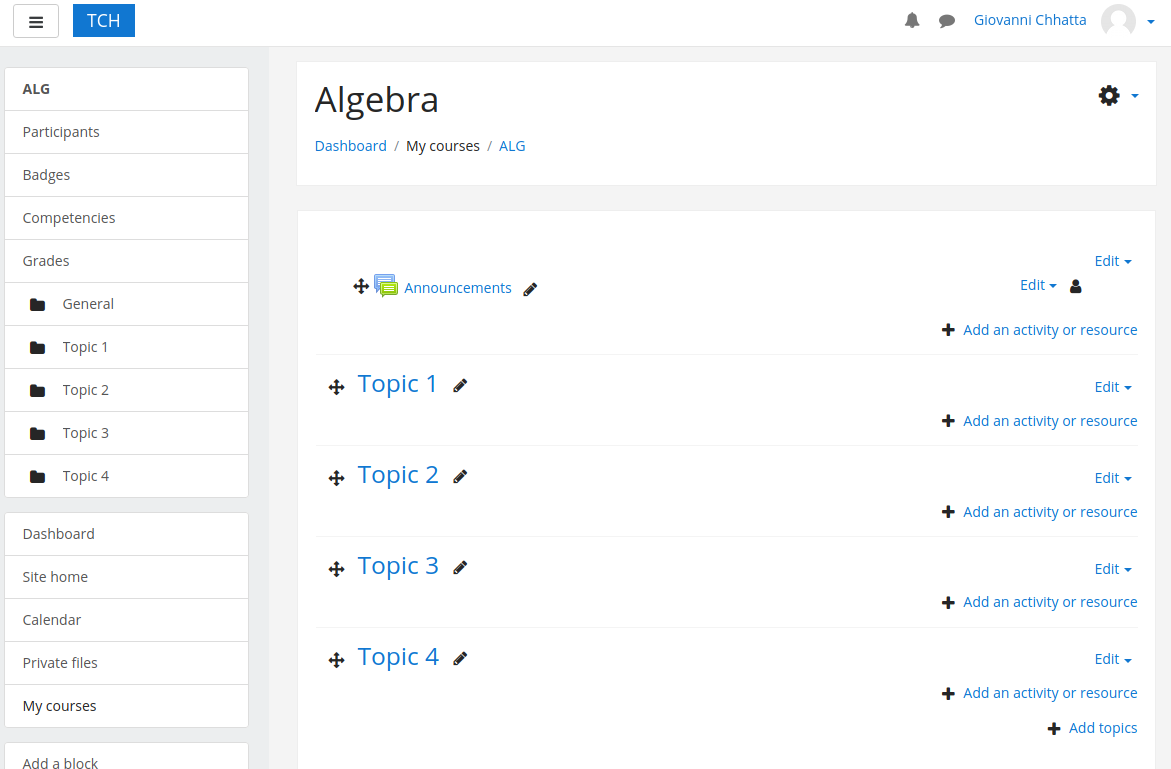 TCH
Giovanni Chhatta
ALG
Participants
Badges
Competencies
Grades
General
Topic 1
Topic 2
Topic 3
Topic 4
Dashboard
Site home
Calendar
Private files
My courses
Add a block
Algebra
Dashboard / My courses / ALG
Edit
Announcements Edit
Add an activity or resource
Topic 1 Edit
Add an activity or resource
Topic 2 Edit
Add an activity or resource
Topic 3 Edit
Add an activity or resource
Topic 4 Edit
Add an activity or resource
Add topics